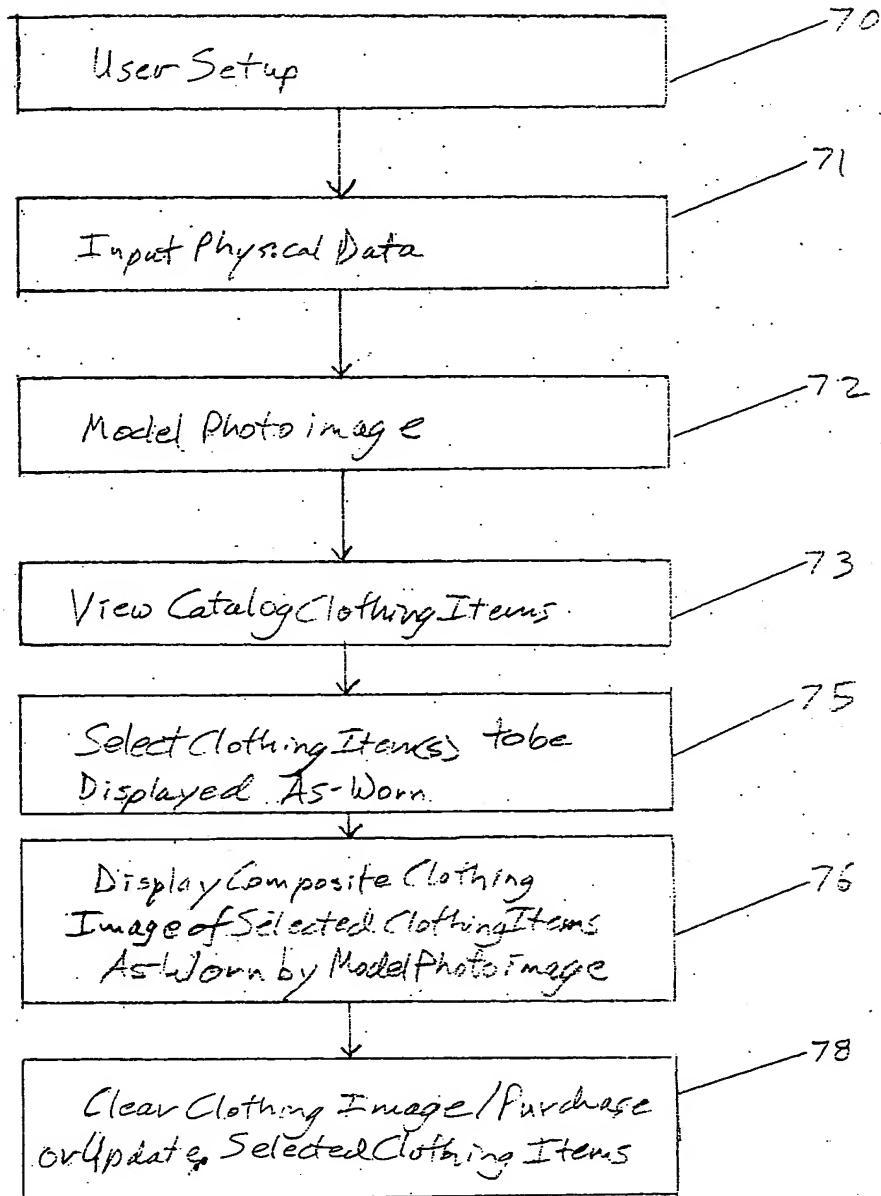 70
User Setup
71
Input Physical Data
72
Model Photoimage
73
View Catalog Clothing Items
75
Select Clothing Item(s) to be
Displayed As-Worn
76
Display Composite Clothing
Image of Selected Clothing Items
As-Worn by Model Photoimage
78
Clear Clothing Image/Purchase
or Update Selected Clothing Items